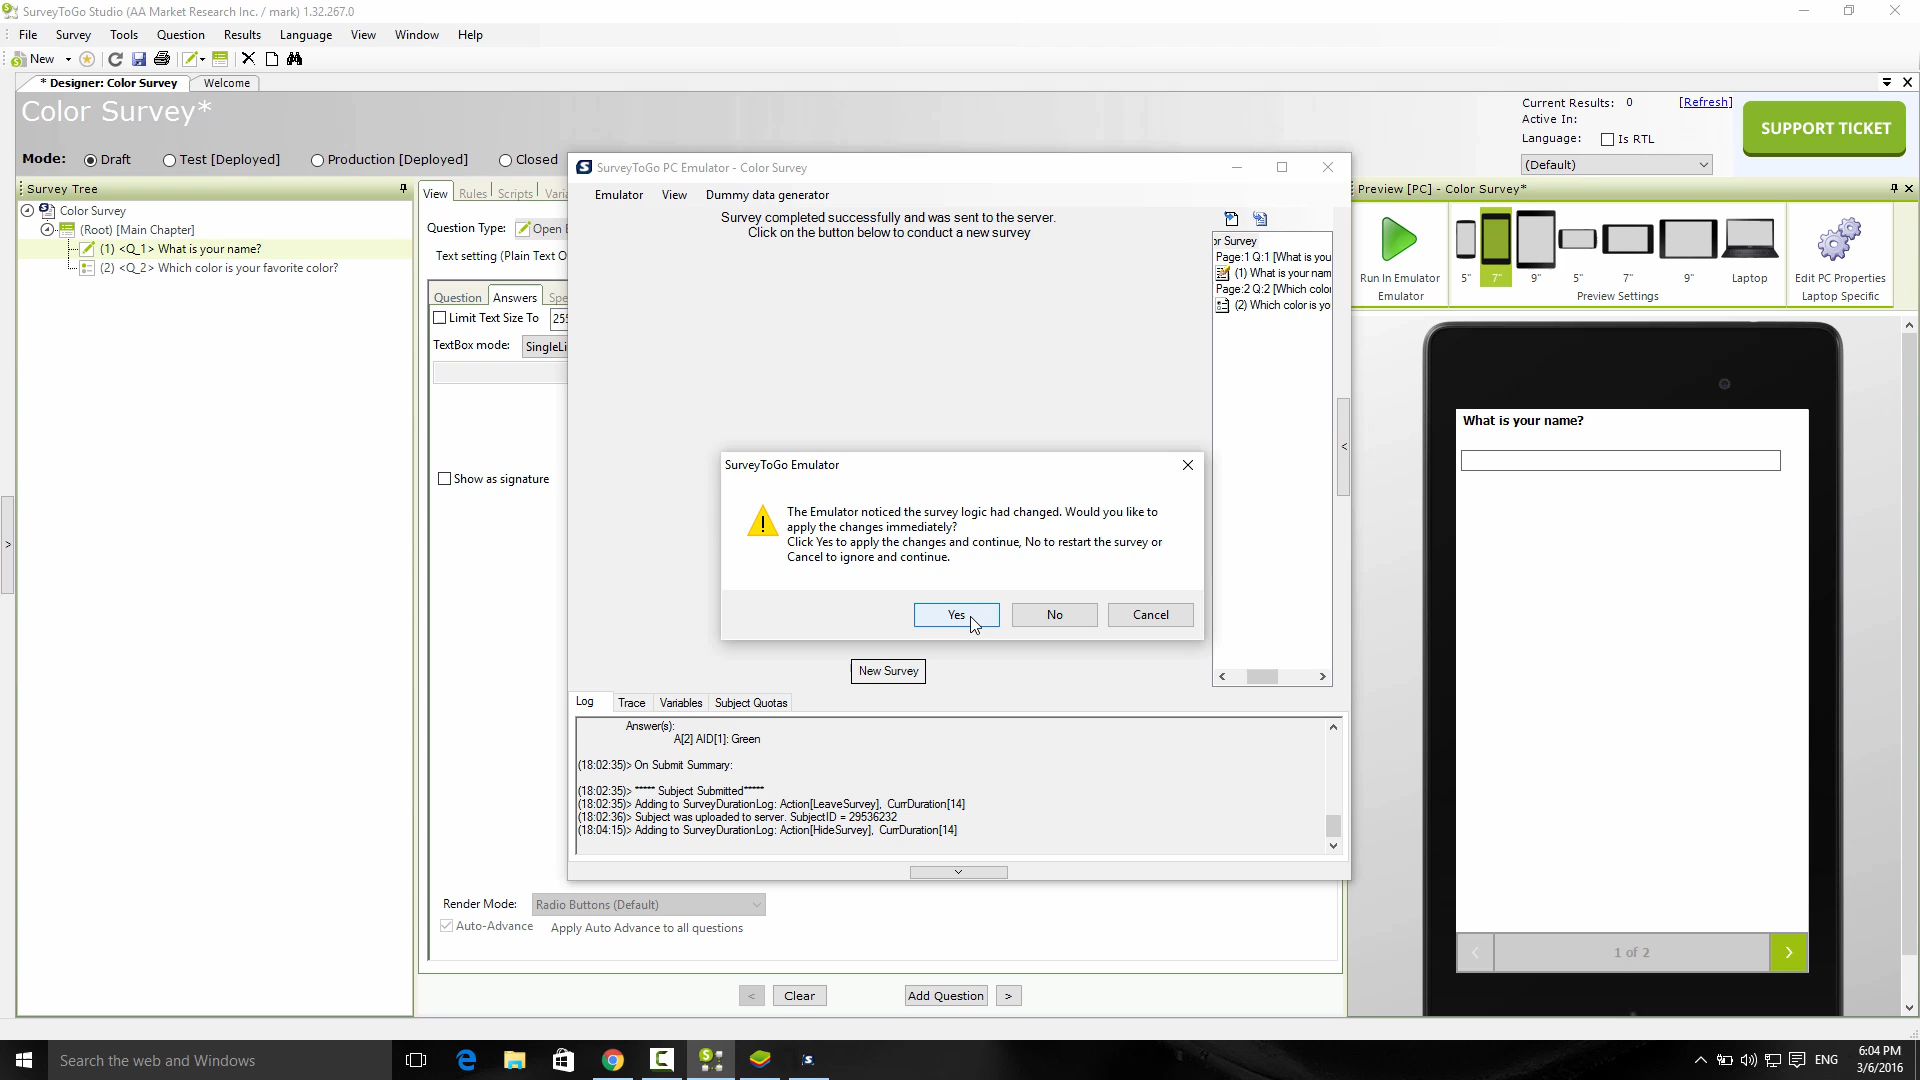 SurveyToGo Studio (AA Market Research Inc. / mark) 1.32.267.0
File Survey Tools Question Results Language View Window Help
New
* Designer: Color Survey Welcome
Color Survey*
Current Results: 0 [Refresh]
Active In:
Language: Is RTL
(Default)
SUPPORT TICKET
Mode: Draft Test [Deployed] Production [Deployed] Closed
Survey Tree
Color Survey
(Root) [Main Chapter]
(1) <Q_1> What is your name?
(2) <Q_2> Which color is your favorite color?
View Rules Scripts Varia
Question Type: Open E
Text setting (Plain Text O
Question Answers Spe
Limit Text Size To 255
TextBox mode: SingleLi
Show as signature
Render Mode: Radio Buttons (Default)
Auto-Advance Apply Auto Advance to all questions
< Clear Add Question >
SurveyToGo PC Emulator - Color Survey
Emulator View Dummy data generator
Survey completed successfully and was sent to the server.
Click on the button below to conduct a new survey
or Survey
Page:1 Q:1 [What is you
(1) What is your nam
Page:2 Q:2 [Which color
(2) Which color is yo
SurveyToGo Emulator
The Emulator noticed the survey logic had changed. Would you like to
apply the changes immediately?
Click Yes to apply the changes and continue, No to restart the survey or
Cancel to ignore and continue.
Yes No Cancel
New Survey
Log Trace Variables Subject Quotas
Answer(s):
A[2] AID[1]: Green
(18:02:35)> On Submit Summary:
(18:02:35)> ***** Subject Submitted*****
(18:02:35)> Adding to SurveyDurationLog: Action[LeaveSurvey], CurrDuration[14]
(18:02:36)> Subject was uploaded to server. SubjectID = 29536232
(18:04:15)> Adding to SurveyDurationLog: Action[HideSurvey], CurrDuration[14]
Preview [PC] - Color Survey*
Run In Emulator 5" 7" 9" 5" 7" 9" Laptop Edit PC Properties
Emulator Preview Settings Laptop Specific
What is your name?
1 of 2
Search the web and Windows
ENG
6:04 PM
3/6/2016